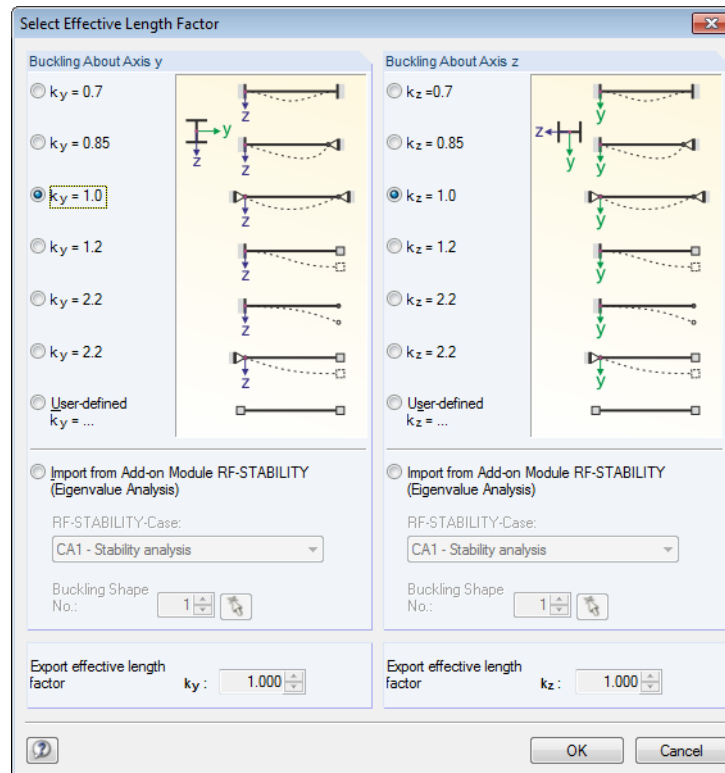 Select Effective Length Factor
Buckling About Axis y
ky = 0.7
z
ky = 0.85
y
z
z
ky = 1.0
z
ky = 1.2
z
ky = 2.2
z
ky = 2.2
z
User-defined
ky = ...
Import from Add-on Module RF-STABILITY
(Eigenvalue Analysis)
RF-STABILITY-Case:
CA1 - Stability analysis
Buckling Shape
No.:
1
Export effective length
factor
ky :
1.000
Buckling About Axis z
kz =0.7
y
kz = 0.85
z
y
y
kz = 1.0
y
kz = 1.2
y
kz = 2.2
y
kz = 2.2
y
User-defined
kz = ...
Import from Add-on Module RF-STABILITY
(Eigenvalue Analysis)
RF-STABILITY-Case:
CA1 - Stability analysis
Buckling Shape
No.:
1
Export effective length
factor
kz :
1.000
?
OK
Cancel